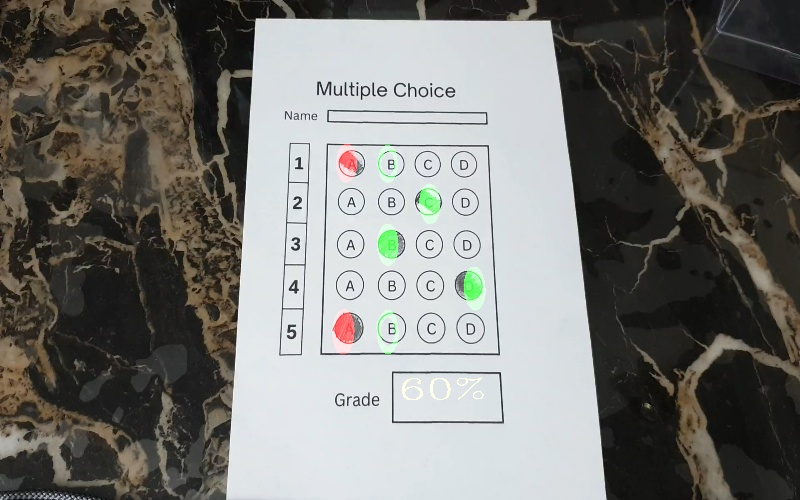 Multiple Choice
Name
1 A B C D
2 A B C D
3 A B C D
4 A B C D
5 A B C D
Grade 60%